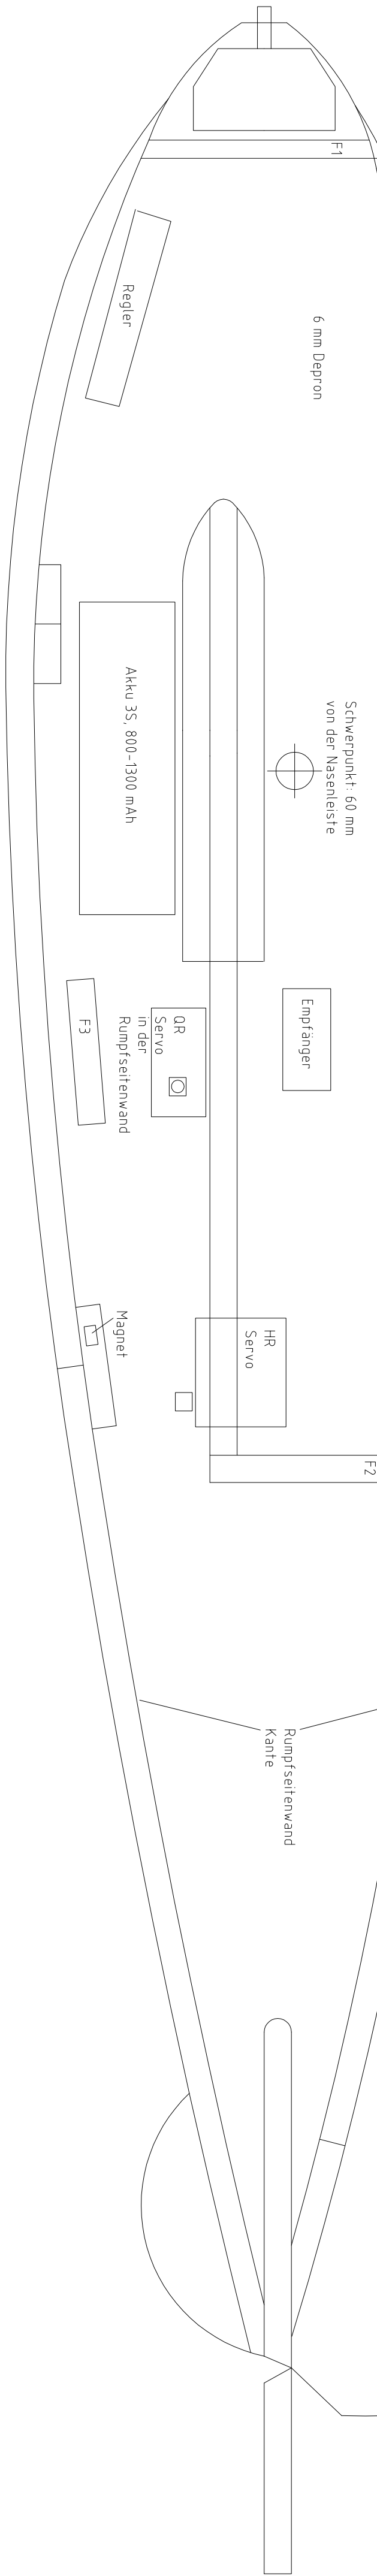 F1
Regler
6 mm Depron
Akku 3S, 800-1300 mAh
Schwerpunkt: 60 mm
von der Nasenleiste
Empfänger
F3
QR
Servo
in der
Rumpfseitenwand
Magnet
HR
Servo
F2
Rumpfseitenwand
Kante